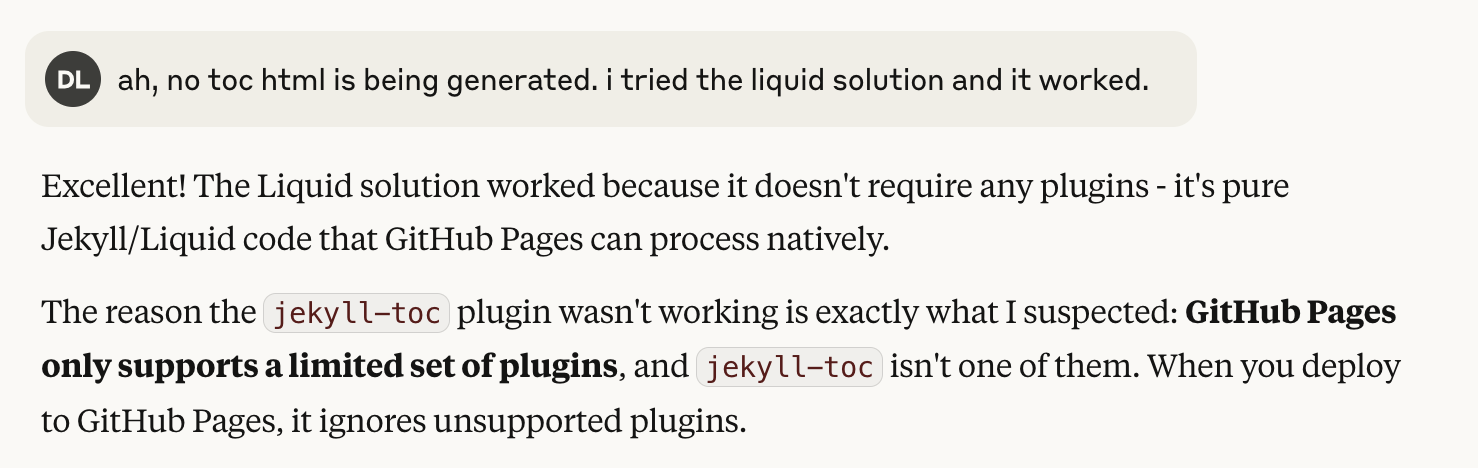 DL ah, no toc html is being generated. i tried the liquid solution and it worked.
Excellent! The Liquid solution worked because it doesn't require any plugins - it's pure
Jekyll/Liquid code that GitHub Pages can process natively.
The reason the jekyll-toc plugin wasn't working is exactly what I suspected: GitHub Pages
only supports a limited set of plugins, and jekyll-toc isn't one of them. When you deploy
to GitHub Pages, it ignores unsupported plugins.